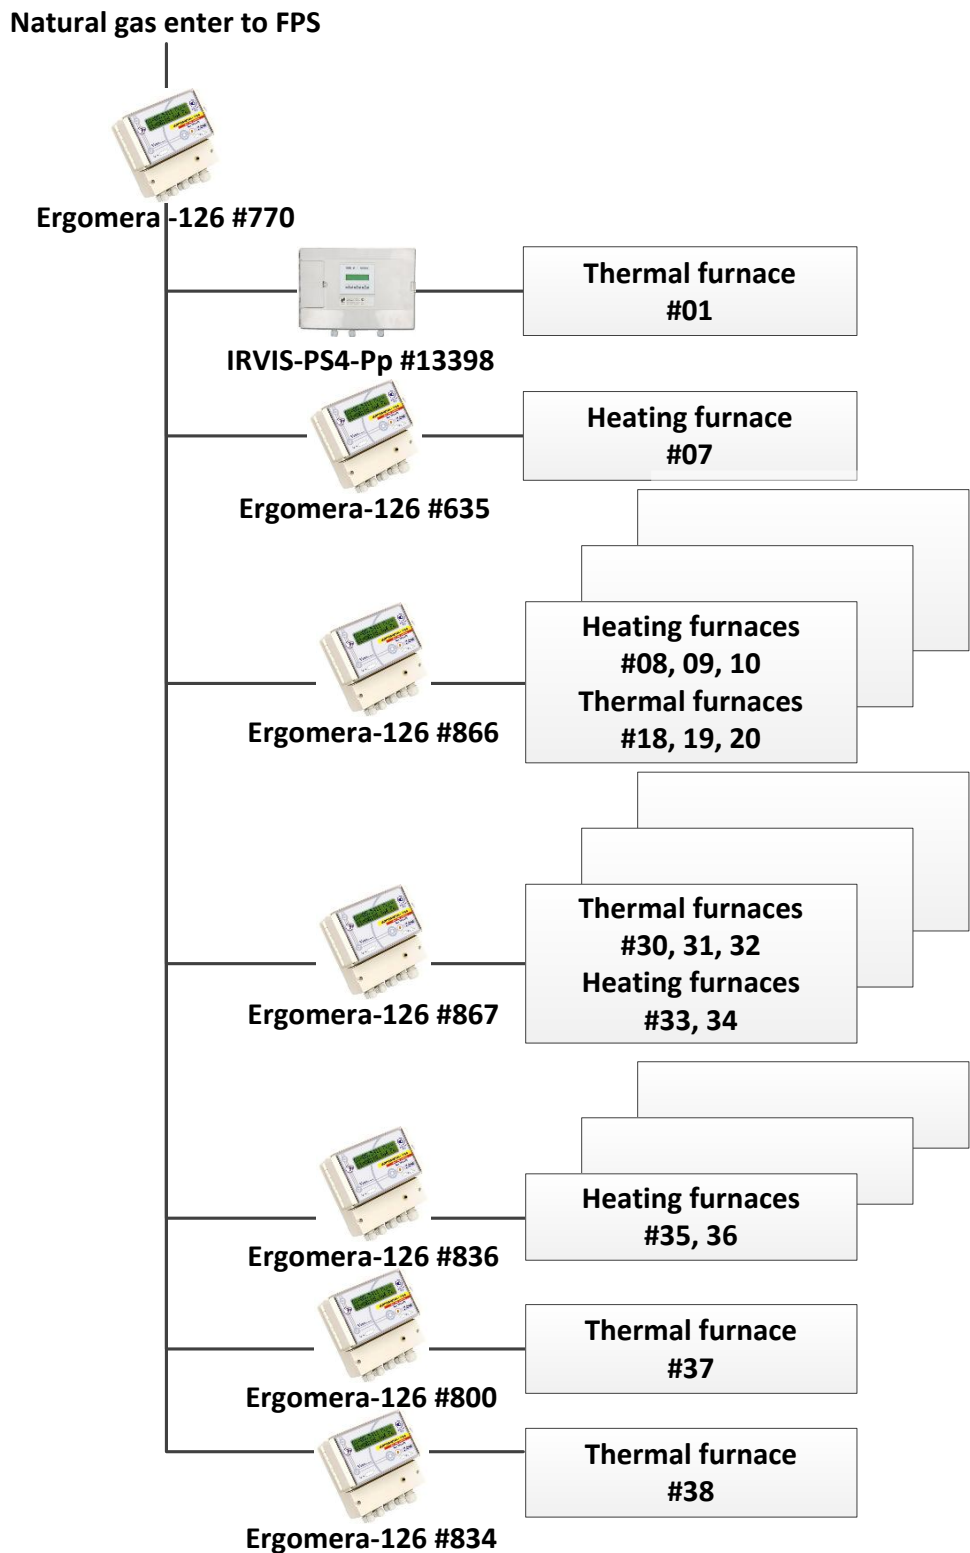 Natural gas enter to FPS
Ergomera -126 #770
Thermal furnace
#01
IRVIS-PS4-Pp #13398
Heating furnace
#07
Ergomera-126 #635
Heating furnaces
#08, 09, 10
Thermal furnaces
#18, 19, 20
Ergomera-126 #866
Thermal furnaces
#30, 31, 32
Heating furnaces
#33, 34
Ergomera-126 #867
Heating furnaces
#35, 36
Ergomera-126 #836
Thermal furnace
#37
Ergomera-126 #800
Thermal furnace
#38
Ergomera-126 #834